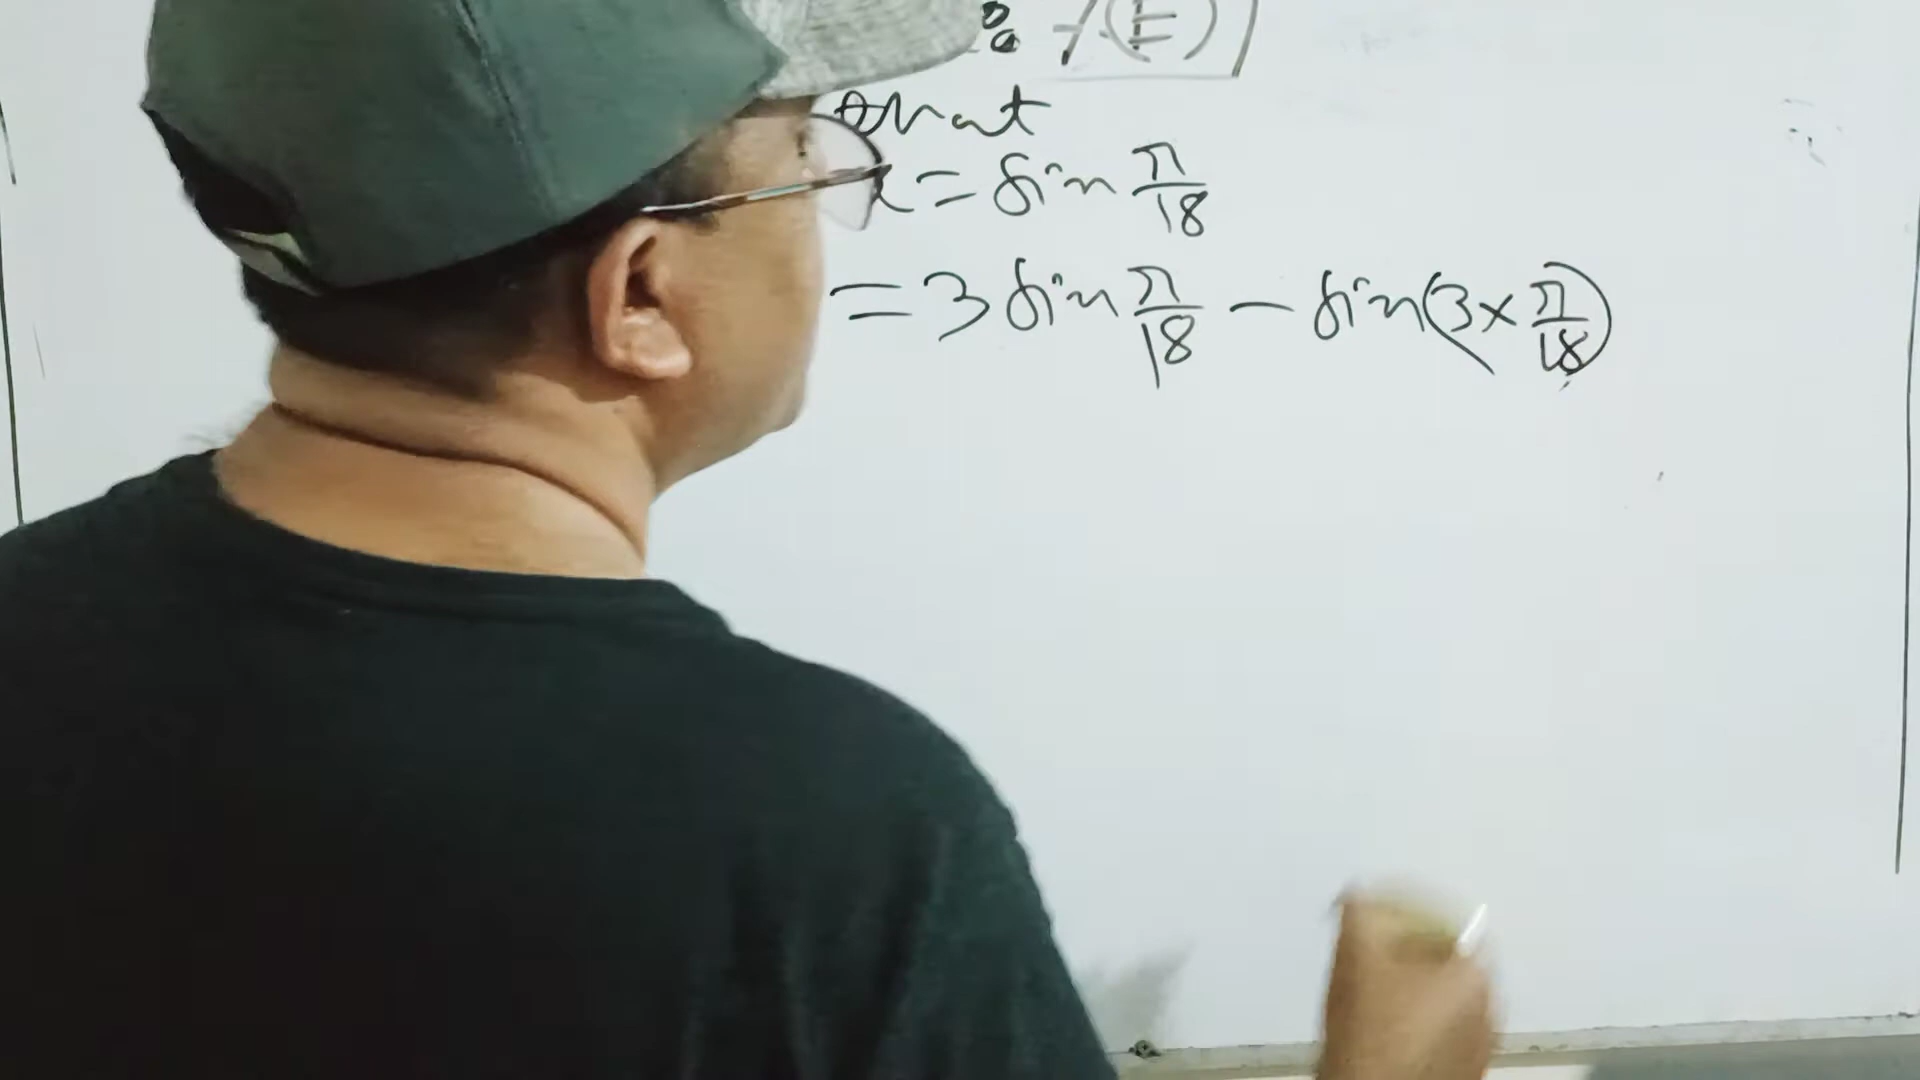 f(E)
that
x = sin π/18
= 3 sin π/18 - sin(3 × π/18)